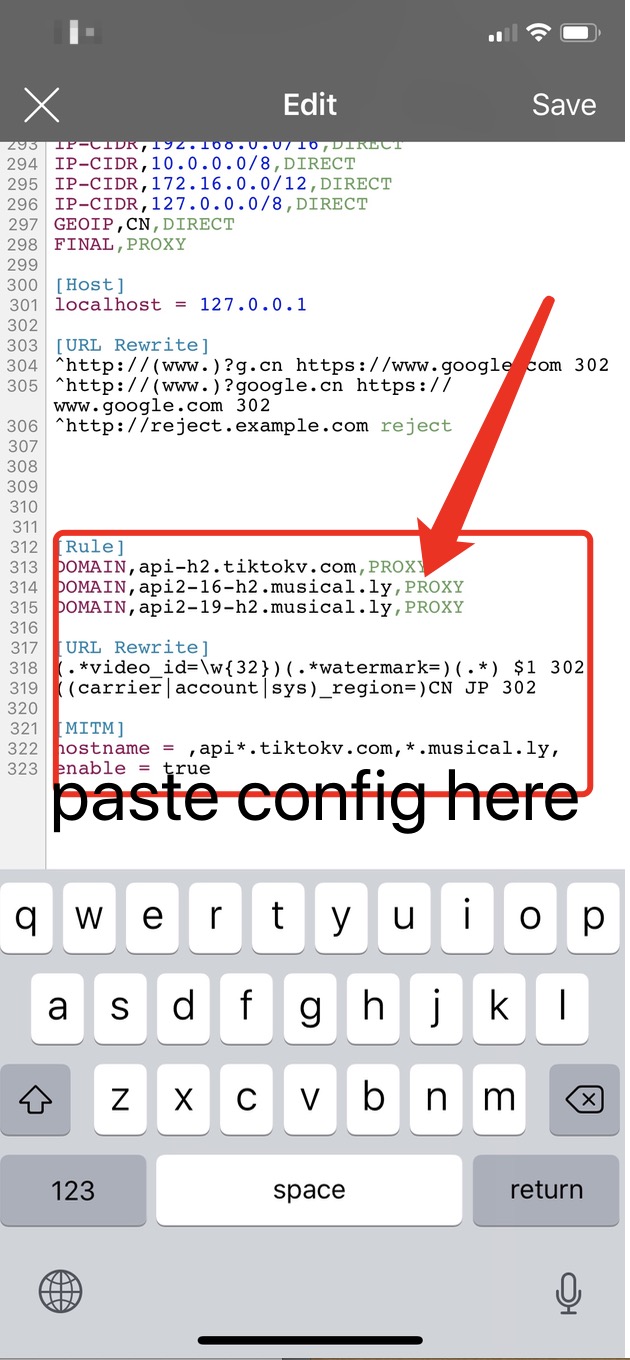 Edit
Save
293 IP-CIDR,192.168.0.0/16,DIRECT
294 IP-CIDR,10.0.0.0/8,DIRECT
295 IP-CIDR,172.16.0.0/12,DIRECT
296 IP-CIDR,127.0.0.0/8,DIRECT
297 GEOIP,CN,DIRECT
298 FINAL,PROXY
299
300 [Host]
301 localhost = 127.0.0.1
302
303 [URL Rewrite]
304 ^http://(www.)?g.cn https://www.google.com 302
305 ^http://(www.)?google.cn https://
www.google.com 302
306 ^http://reject.example.com reject
307
308
309
310
311
312 [Rule]
313 DOMAIN,api-h2.tiktokv.com,PROXY
314 DOMAIN,api2-16-h2.musical.ly,PROXY
315 DOMAIN,api2-19-h2.musical.ly,PROXY
316
317 [URL Rewrite]
318 (.*video_id=\w{32})(.*watermark=)(.*) $1 302
319 ((carrier|account|sys)_region=)CN JP 302
320
321 [MITM]
322 hostname = ,api*.tiktokv.com,*.musical.ly,
323 enable = true
paste config here
q w e r t y u i o p
a s d f g h j k l
z x c v b n m
123 space return